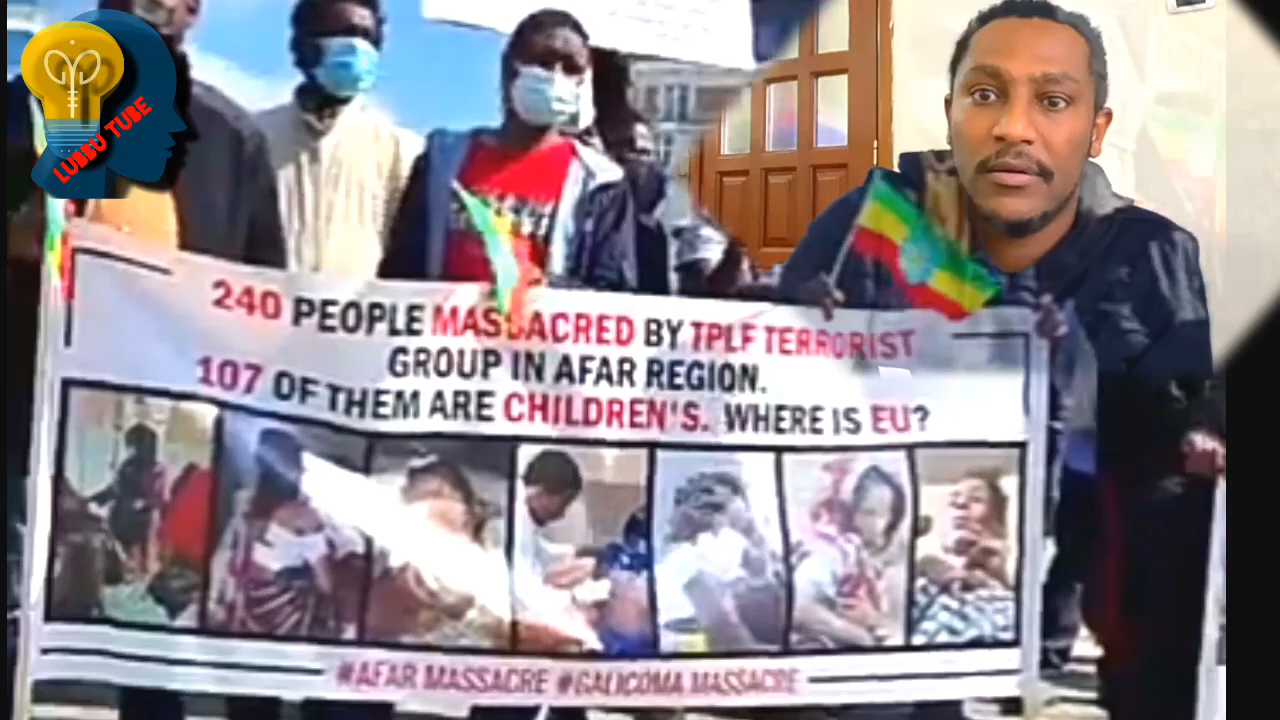 LUBBU TUBE
240 PEOPLE MASSACRED BY TPLF TERRORIST
GROUP IN AFAR REGION.
107 OF THEM ARE CHILDREN'S. WHERE IS EU?
#AFAR MASSACRE #GALICOMA MASSACRE